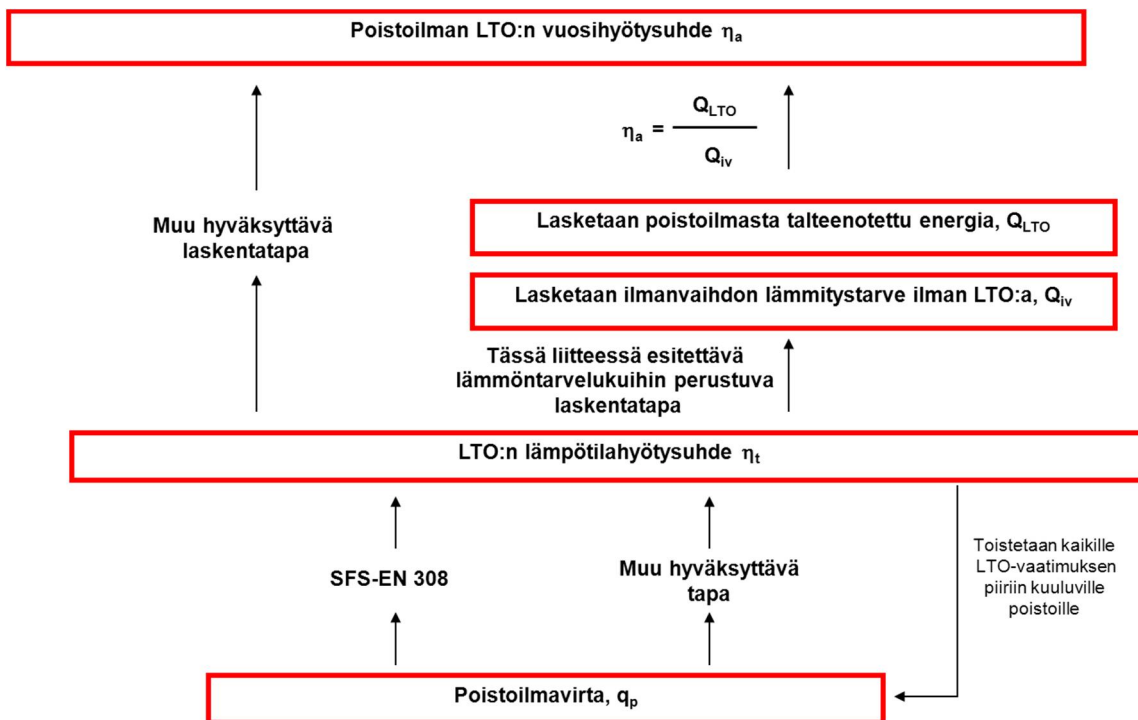 Poistoilman LTO:n vuosihyötysuhde ηa
ηa = QLTO / Qiv
Muu hyväksyttävä
laskentatapa
Lasketaan poistoilmasta talteenotettu energia, QLTO
Lasketaan ilmanvaihdon lämmitystarve ilman LTO:a, Qiv
Tässä liitteessä esitettävä
lämmöntarvelukuihin perustuva
laskentatapa
LTO:n lämpötilahyötysuhde ηt
SFS-EN 308
Muu hyväksyttävä
tapa
Toistetaan kaikille
LTO-vaatimuksen
piiriin kuuluville
poistoille
Poistoilmavirta, qp